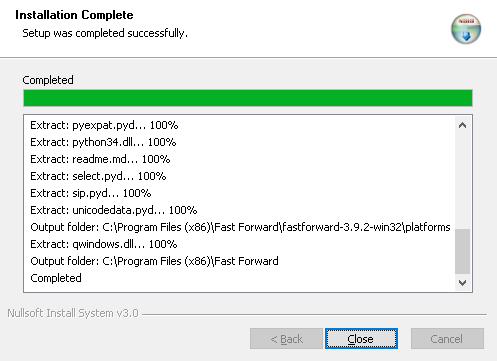 Installation Complete
Setup was completed successfully.
Completed
Extract: pyexpat.pyd... 100%
Extract: python34.dll... 100%
Extract: readme.md... 100%
Extract: select.pyd... 100%
Extract: sip.pyd... 100%
Extract: unicodedata.pyd... 100%
Output folder: C:\Program Files (x86)\Fast Forward\fastforward-3.9.2-win32\platforms
Extract: qwindows.dll... 100%
Output folder: C:\Program Files (x86)\Fast Forward
Completed
Nullsoft Install System v3.0
< Back
Close
Cancel